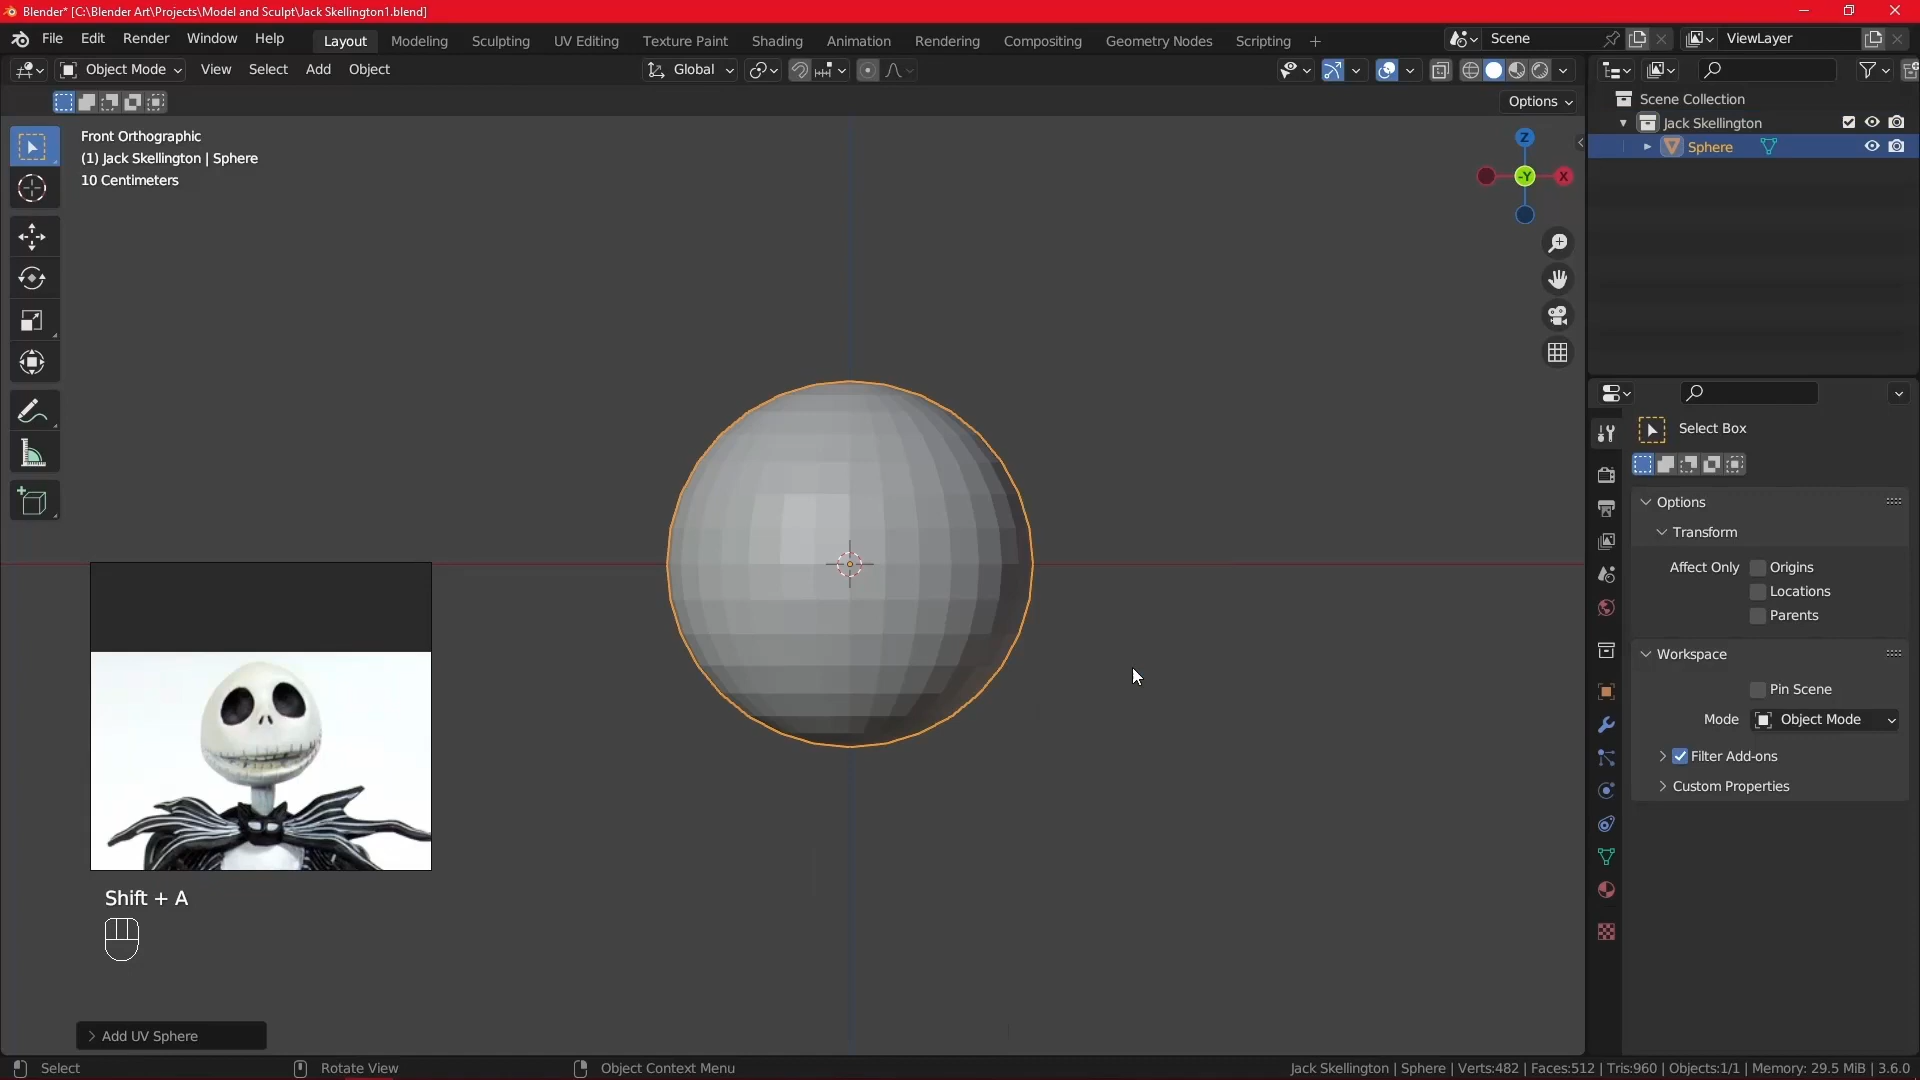 Blender* [C:\Blender Art\Projects\Model and Sculpt\Jack Skellington1.blend]
File Edit Render Window Help Layout Modeling Sculpting UV Editing Texture Paint Shading Animation Rendering Compositing Geometry Nodes Scripting + Scene ViewLayer
Object Mode View Select Add Object Global
Options
Scene Collection
Jack Skellington
Sphere
Front Orthographic
(1) Jack Skellington | Sphere
10 Centimeters
Z
-Y X
Select Box
Options
Transform
Affect Only Origins
Locations
Parents
Workspace
Pin Scene
Mode Object Mode
Filter Add-ons
Custom Properties
Shift + A
Add UV Sphere
Select Rotate View Object Context Menu Jack Skellington | Sphere | Verts:482 | Faces:512 | Tris:960 | Objects:1/1 | Memory: 29.5 MiB | 3.6.0